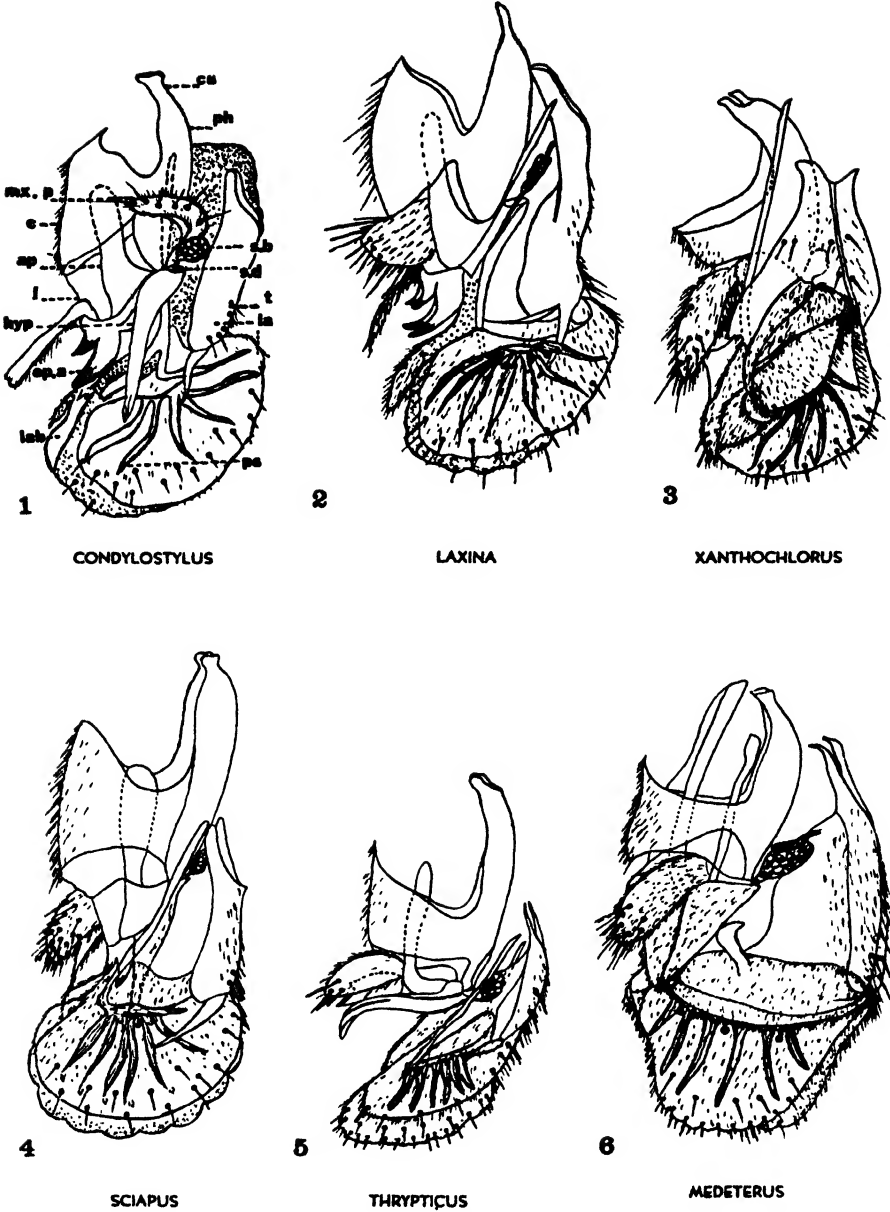 cu
ph
mx. p
c
s.b
ap
s.d
l
t
hyp
la
ep.a
lab
ps
1
2
3
CONDYLOSTYLUS
LAXINA
XANTHOCHLORUS
4
5
6
SCIAPUS
THRYPTICUS
MEDETERUS